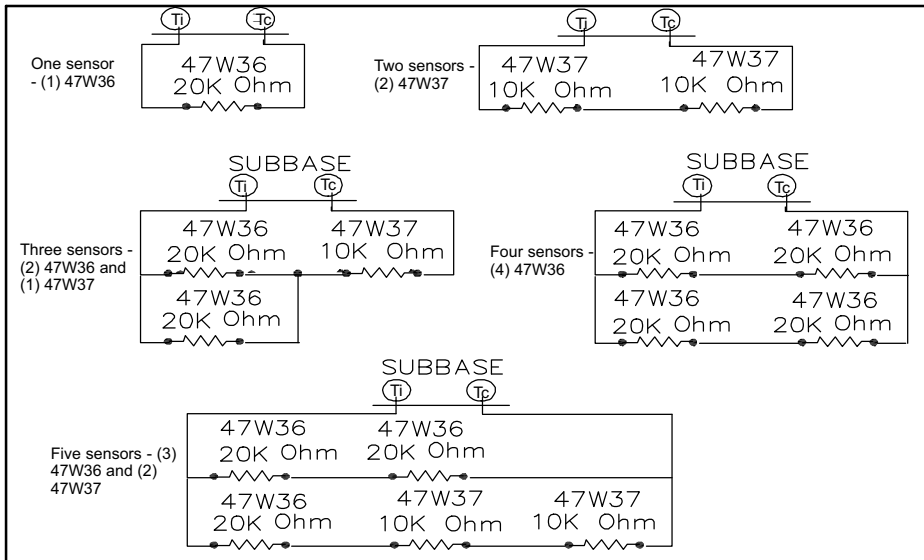 Ti Tc
One sensor
- (1) 47W36
47W36
20K Ohm
Ti Tc
Two sensors -
(2) 47W37
47W37 47W37
10K Ohm 10K Ohm
SUBBASE
Ti Tc
Three sensors -
(2) 47W36 and
(1) 47W37
47W36 47W37
20K Ohm 10K Ohm
47W36
20K Ohm
SUBBASE
Ti Tc
Four sensors -
(4) 47W36
47W36 47W36
20K Ohm 20K Ohm
47W36 47W36
20K Ohm 20K Ohm
SUBBASE
Ti Tc
Five sensors - (3)
47W36 and (2)
47W37
47W36 47W36
20K Ohm 20K Ohm
47W36 47W37 47W37
20K Ohm 10K Ohm 10K Ohm